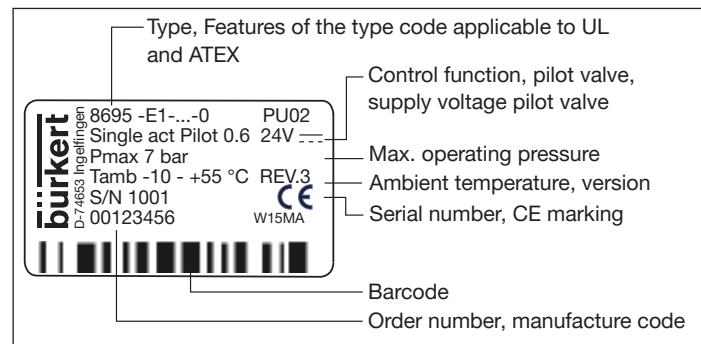 Type, Features of the type code applicable to UL
and ATEX
Control function, pilot valve,
supply voltage pilot valve
bürkert
D-74653 Ingelfingen
8695 -E1-...-0 PU02
Single act Pilot 0.6 24V
Pmax 7 bar
Max. operating pressure
Tamb -10 - +55 °C REV.3
Ambient temperature, version
S/N 1001 CE
Serial number, CE marking
00123456 W15MA
Barcode
Order number, manufacture code